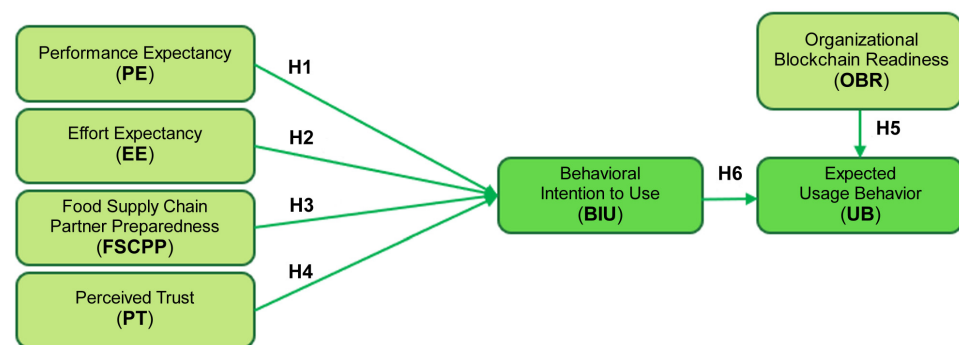 Performance Expectancy
(PE)
H1
Effort Expectancy
(EE)
H2
Food Supply Chain
Partner Preparedness
(FSCPP)
H3
Perceived Trust
(PT)
H4
Behavioral
Intention to Use
(BIU)
H6
Organizational
Blockchain Readiness
(OBR)
H5
Expected
Usage Behavior
(UB)